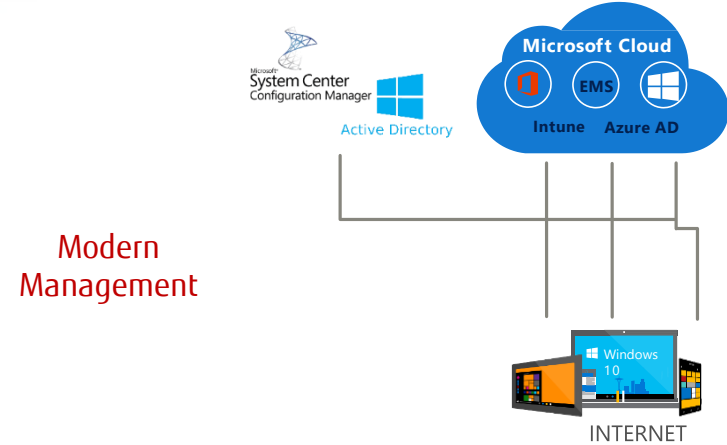 Microsoft
System Center
Configuration Manager
Active Directory
Microsoft Cloud
EMS
Intune Azure AD
Modern
Management
Windows
10
INTERNET